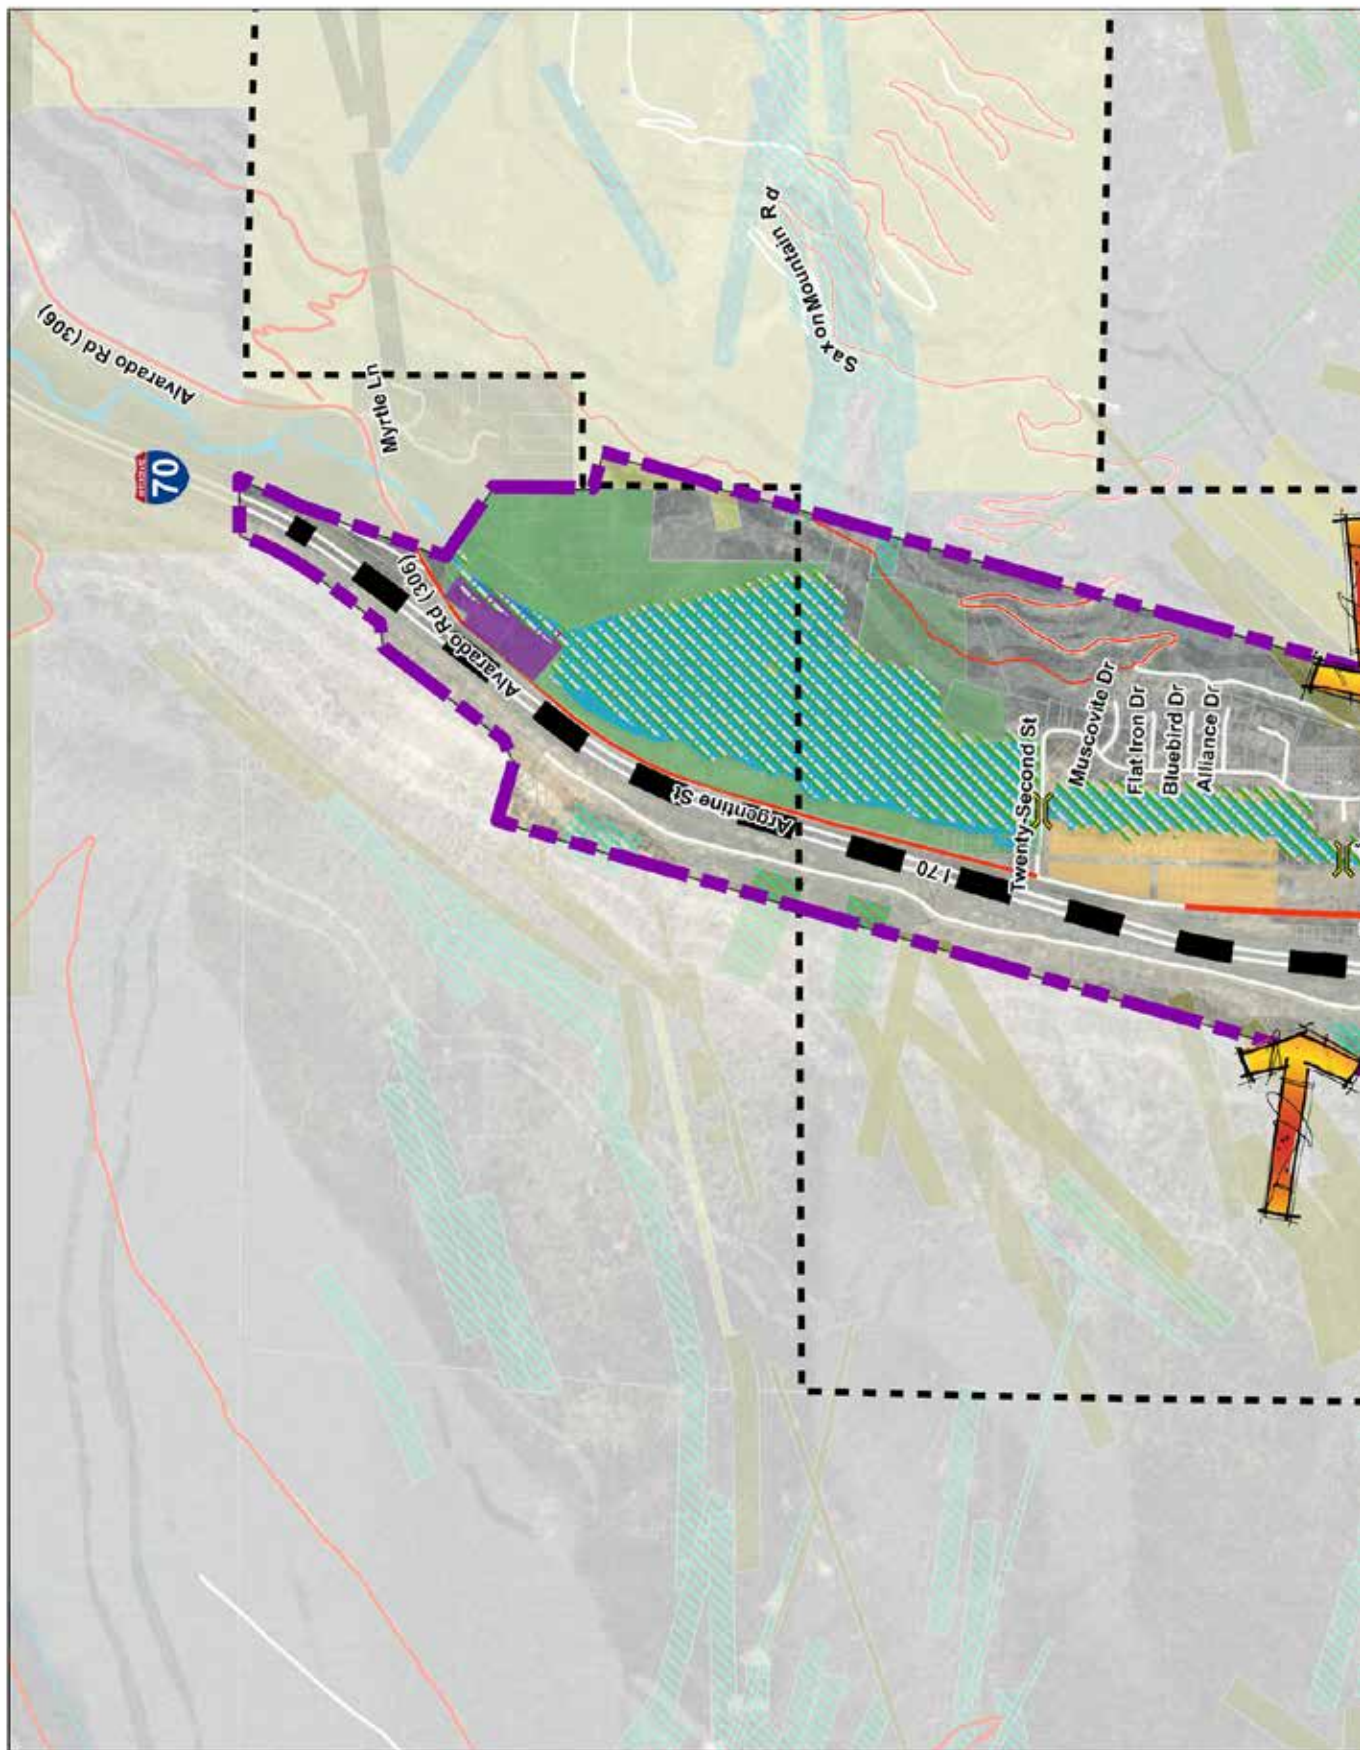 Alvarado Rd (306)
Myrtle Ln
70
Saxon Mountain Rd
Alvarado Rd (306)
Argentine St
I-70
Twenty-Second St
Muscovite Dr
Flat Iron Dr
Bluebird Dr
Alliance Dr